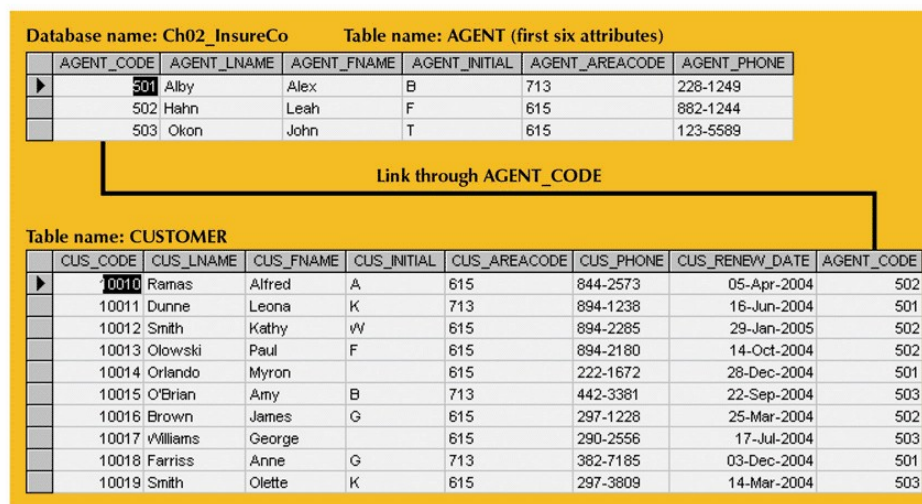 Database name: Ch02_InsureCo Table name: AGENT (first six attributes)
AGENT_CODE AGENT_LNAME AGENT_FNAME AGENT_INITIAL AGENT_AREACODE AGENT_PHONE
501 Alby Alex B 713 228-1249
502 Hahn Leah F 615 882-1244
503 Okon John T 615 123-5589
Link through AGENT_CODE
Table name: CUSTOMER
CUS_CODE CUS_LNAME CUS_FNAME CUS_INITIAL CUS_AREACODE CUS_PHONE CUS_RENEW_DATE AGENT_CODE
10010 Ramas Alfred A 615 844-2573 05-Apr-2004 502
10011 Dunne Leona K 713 894-1238 16-Jun-2004 501
10012 Smith Kathy W 615 894-2285 29-Jan-2005 502
10013 Olowski Paul F 615 894-2180 14-Oct-2004 502
10014 Orlando Myron 615 222-1672 28-Dec-2004 501
10015 O'Brian Amy B 713 442-3381 22-Sep-2004 503
10016 Brown James G 615 297-1228 25-Mar-2004 502
10017 Williams George 615 290-2556 17-Jul-2004 503
10018 Farriss Anne G 713 382-7185 03-Dec-2004 501
10019 Smith Olette K 615 297-3809 14-Mar-2004 503